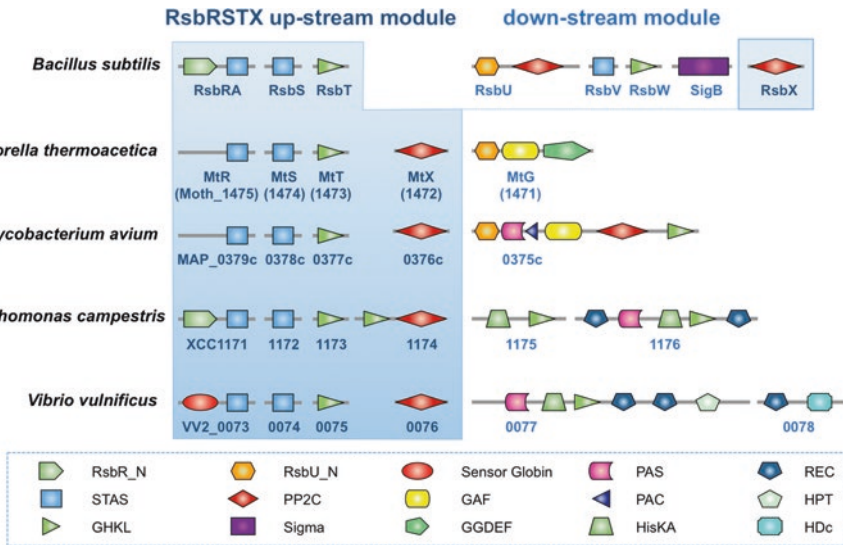 RsbRSTX up-stream module down-stream module
Bacillus subtilis
RsbRA RsbS RsbT RsbU RsbV RsbW SigB RsbX
orella thermoacetica
MtR MtS MtT MtX MtG
(Moth_1475) (1474) (1473) (1472) (1471)
ycobacterium avium
MAP_0379c 0378c 0377c 0376c 0375c
homonas campestris
XCC1171 1172 1173 1174 1175 1176
Vibrio vulnificus
VV2_0073 0074 0075 0076 0077 0078
RsbR_N RsbU_N Sensor Globin PAS REC
STAS PP2C GAF PAC HPT
GHKL Sigma GGDEF HisKA HDc